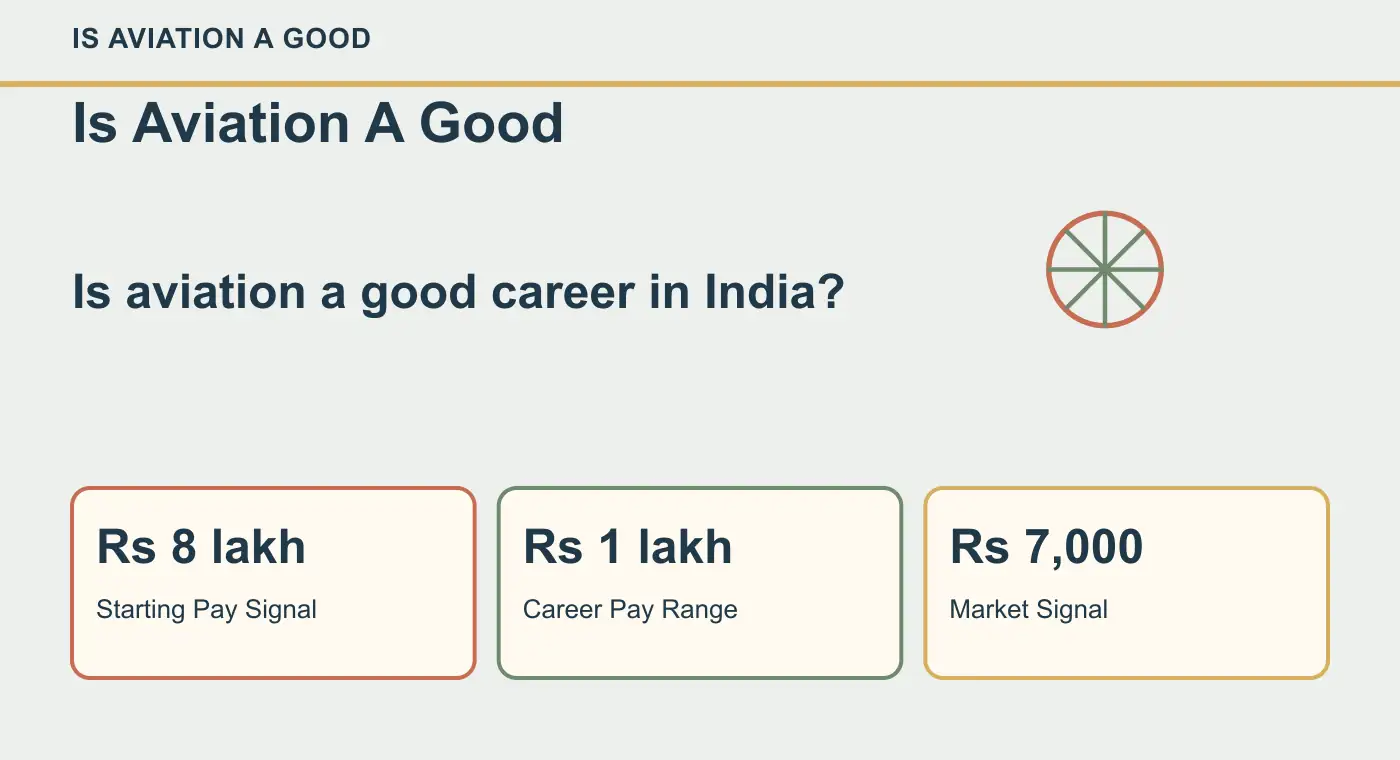 IS AVIATION A GOOD
Is Aviation A Good
Is aviation a good career in India?
Rs 8 lakh
Starting Pay Signal
Rs 1 lakh
Career Pay Range
Rs 7,000
Market Signal